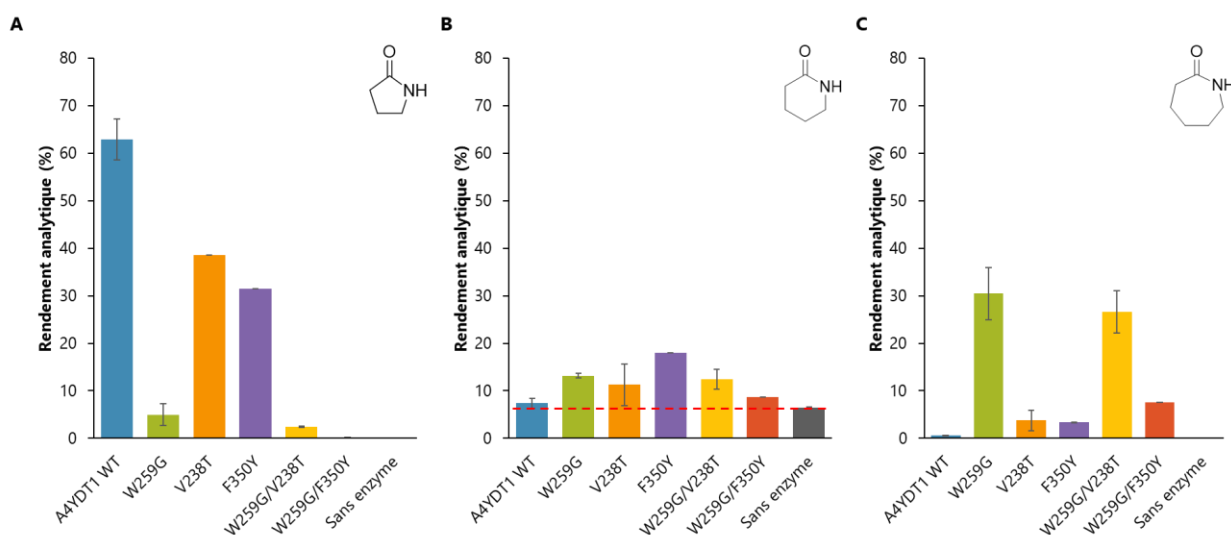 A
Rendement analytique (%)
80
70
60
50
40
30
20
10
0
O
NH
A4YDT1 WT
W259G
V238T
F350Y
W259G/V238T
W259G/F350Y
Sans enzyme
B
Rendement analytique (%)
80
70
60
50
40
30
20
10
0
O
NH
A4YDT1 WT
W259G
V238T
F350Y
W259G/V238T
W259G/F350Y
Sans enzyme
C
Rendement analytique (%)
80
70
60
50
40
30
20
10
0
O
NH
A4YDT1 WT
W259G
V238T
F350Y
W259G/V238T
W259G/F350Y
Sans enzyme